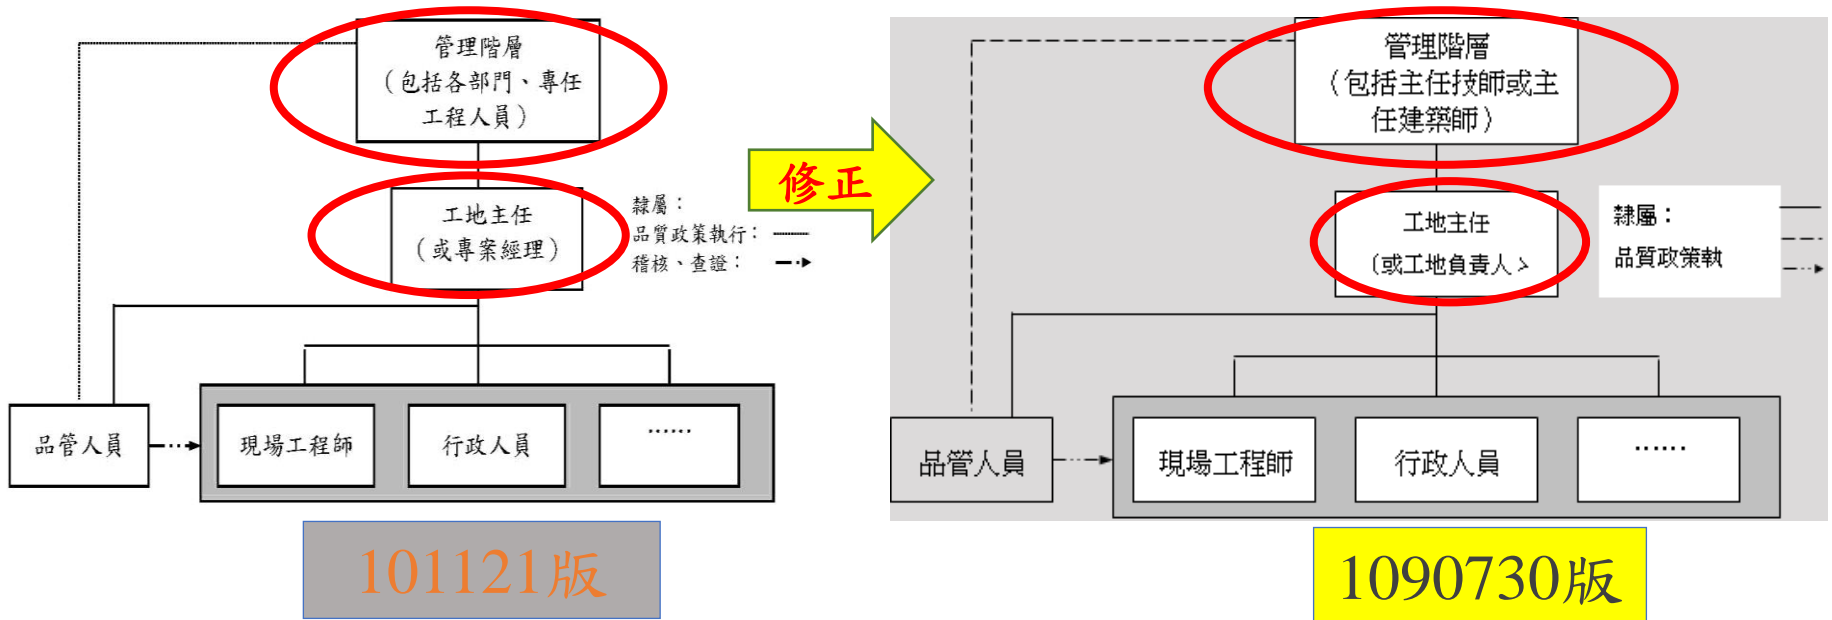 管理階層
（包括各部門、專任
工程人員）
工地主任
（或專案經理）
隸屬：
品質政策執行：
稽核、查證：
品管人員
現場工程師
行政人員
......
101121版
修正
管理階層
（包括主任技師或主
任建築師）
工地主任
（或工地負責人
隸屬：
品質政策執
品管人員
現場工程師
行政人員
......
1090730版